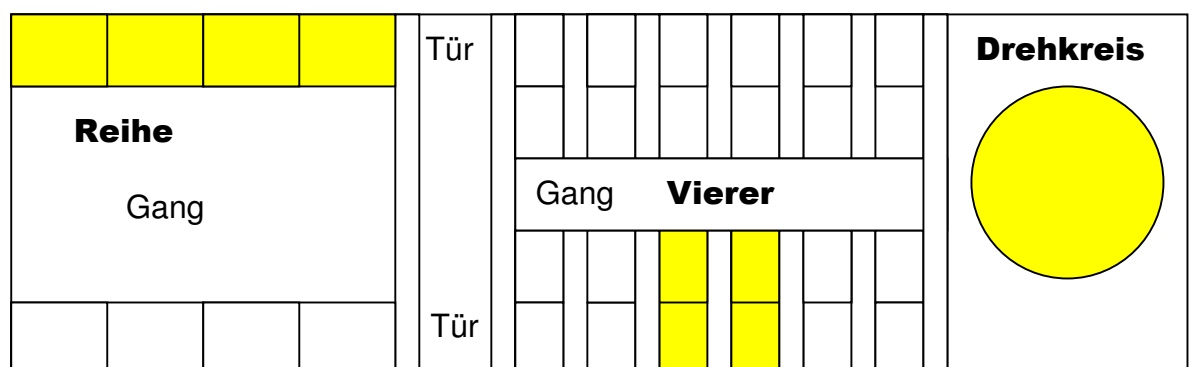 Reihe
Gang
Tür
Tür
Gang Vierer
Drehkreis